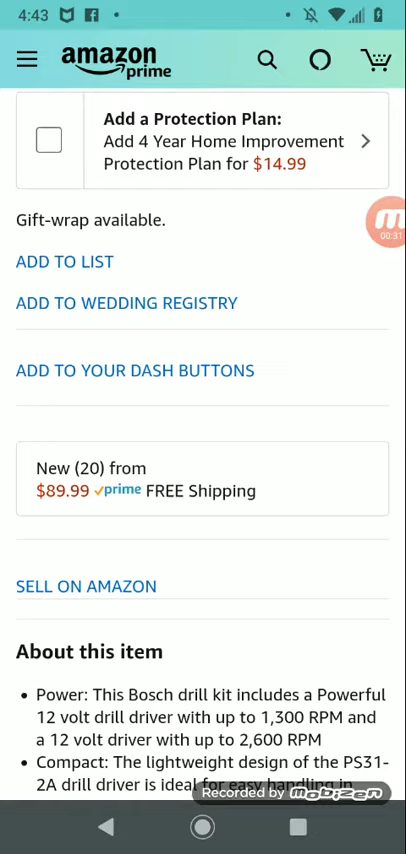 4:43
amazon
prime
Add a Protection Plan:
Add 4 Year Home Improvement
Protection Plan for $14.99
Gift-wrap available.
00:31
ADD TO LIST
ADD TO WEDDING REGISTRY
ADD TO YOUR DASH BUTTONS
New (20) from
$89.99 prime FREE Shipping
SELL ON AMAZON
About this item
• Power: This Bosch drill kit includes a Powerful
12 volt drill driver with up to 1,300 RPM and
a 12 volt driver with up to 2,600 RPM
• Compact: The lightweight design of the PS31-
2A drill driver is ideal for easy handling in
Recorded by mobizen